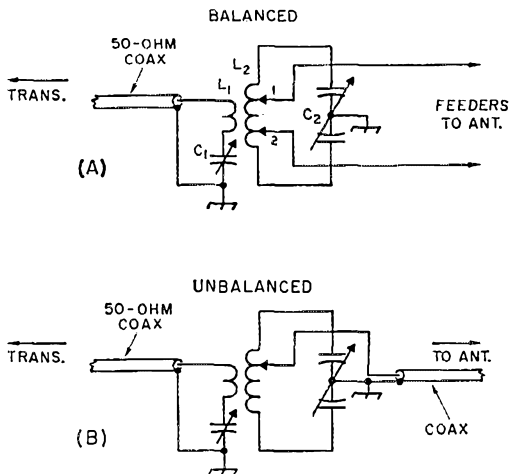 BALANCED
50-OHM
COAX
TRANS.
L1
L2
1
2
C1
C2
FEEDERS
TO ANT.
(A)
UNBALANCED
50-OHM
COAX
TRANS.
TO ANT.
COAX
(B)